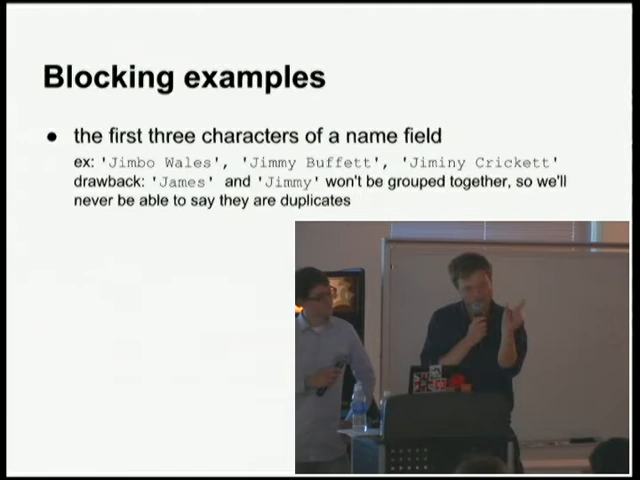 Blocking examples
● the first three characters of a name field
ex: 'Jimbo Wales', 'Jimmy Buffett', 'Jiminy Crickett'
drawback: 'James' and 'Jimmy' won't be grouped together, so we'll
never be able to say they are duplicates